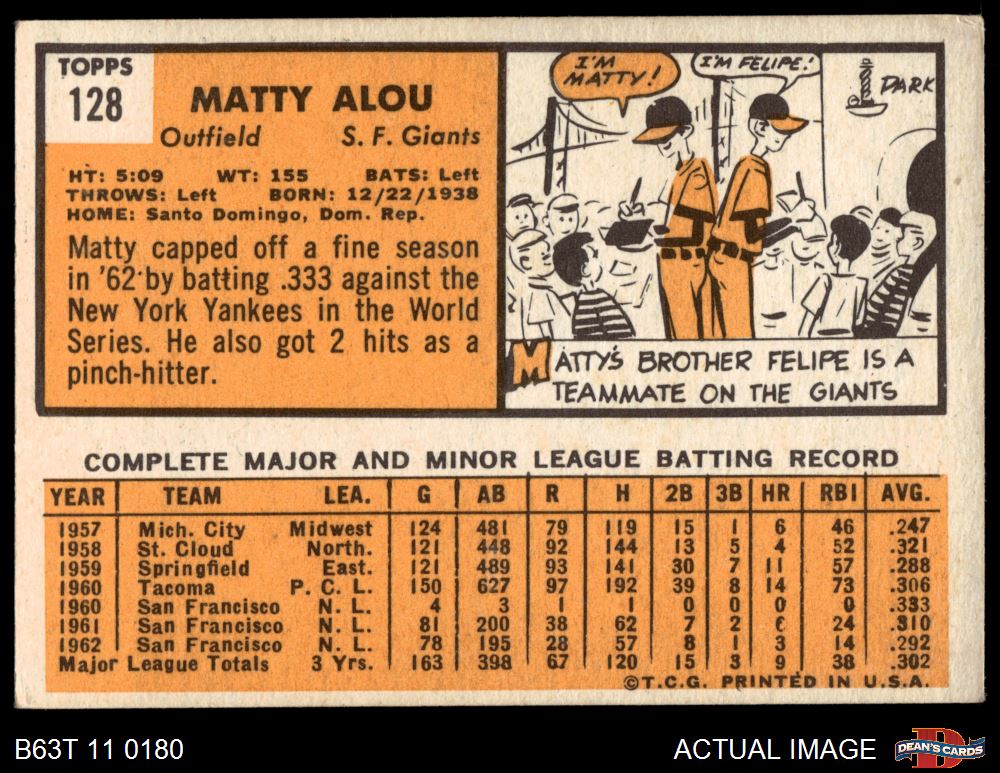 TOPPS
128
MATTY ALOU
Outfield S. F. Giants
HT: 5:09 WT: 155 BATS: Left
THROWS: Left BORN: 12/22/1938
HOME: Santo Domingo, Dom. Rep.
Matty capped off a fine season
in '62 by batting .333 against the
New York Yankees in the World
Series. He also got 2 hits as a
pinch-hitter.
I'M
MATTY!
I'M FELIPE!
PARK
MATTY'S BROTHER FELIPE IS A
TEAMMATE ON THE GIANTS
COMPLETE MAJOR AND MINOR LEAGUE BATTING RECORD
YEAR TEAM LEA. G AB R H 2B 3B HR RBI AVG.
1957 Mich. City Midwest 124 481 79 119 15 1 6 46 .247
1958 St. Cloud North. 121 448 92 144 13 5 4 52 .321
1959 Springfield East. 121 489 93 141 30 7 11 57 .288
1960 Tacoma P. C. L. 150 627 97 192 39 8 14 73 .306
1960 San Francisco N. L. 4 3 1 1 0 0 0 0 .333
1961 San Francisco N. L. 81 200 38 62 7 2 6 24 .310
1962 San Francisco N. L. 78 195 28 57 8 1 3 14 .292
Major League Totals 3 Yrs. 163 398 67 120 15 3 9 38 .302
©T.C.G. PRINTED IN U.S.A.
B63T 11 0180
ACTUAL IMAGE
D
DEAN'S CARDS